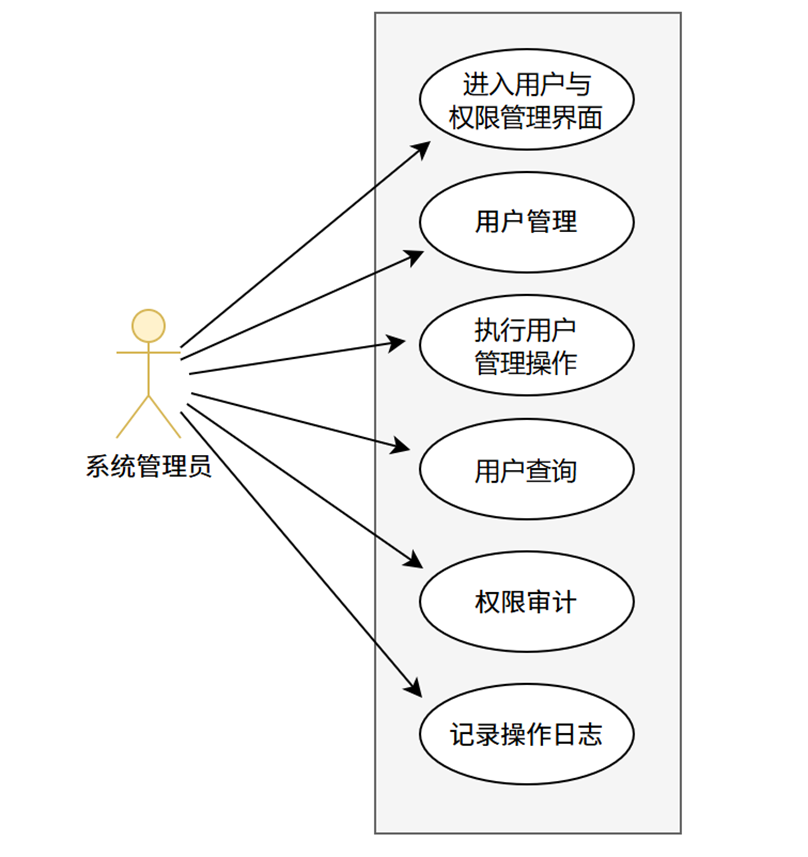 进入用户与
权限管理界面
用户管理
执行用户
管理操作
用户查询
系统管理员
权限审计
记录操作日志